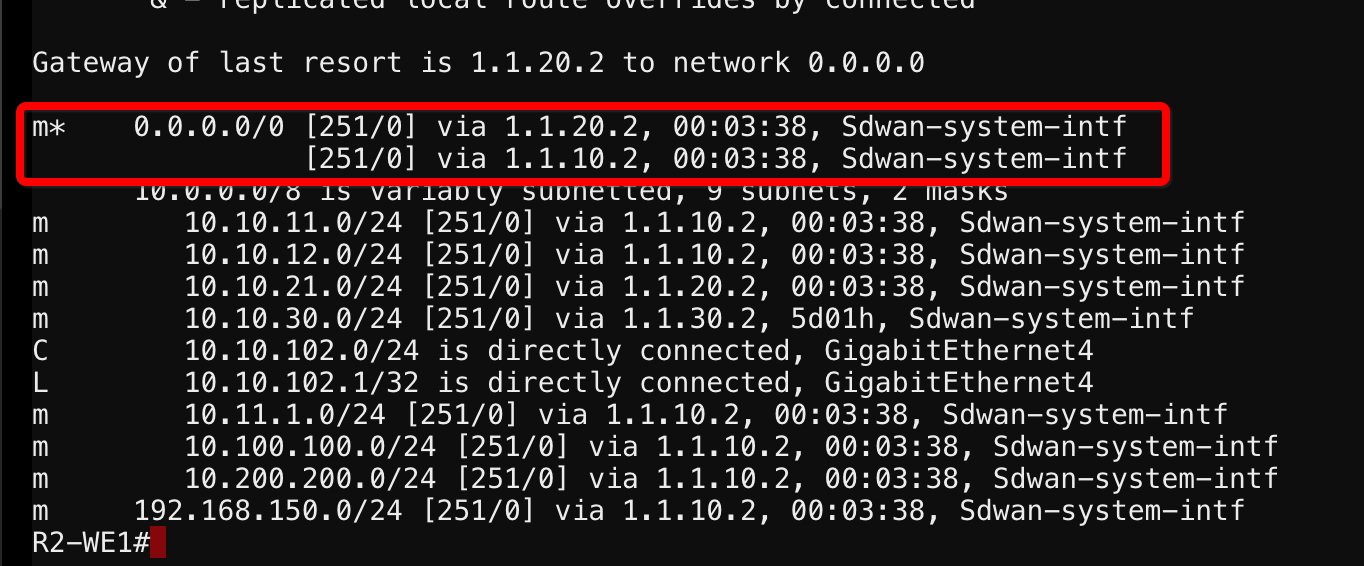 & - replicated local route overrides by connected
Gateway of last resort is 1.1.20.2 to network 0.0.0.0
m*    0.0.0.0/0 [251/0] via 1.1.20.2, 00:03:38, Sdwan-system-intf
                [251/0] via 1.1.10.2, 00:03:38, Sdwan-system-intf
      10.0.0.0/8 is variably subnetted, 9 subnets, 2 masks
m        10.10.11.0/24 [251/0] via 1.1.10.2, 00:03:38, Sdwan-system-intf
m        10.10.12.0/24 [251/0] via 1.1.10.2, 00:03:38, Sdwan-system-intf
m        10.10.21.0/24 [251/0] via 1.1.20.2, 00:03:38, Sdwan-system-intf
m        10.10.30.0/24 [251/0] via 1.1.30.2, 5d01h, Sdwan-system-intf
C        10.10.102.0/24 is directly connected, GigabitEthernet4
L        10.10.102.1/32 is directly connected, GigabitEthernet4
m        10.11.1.0/24 [251/0] via 1.1.10.2, 00:03:38, Sdwan-system-intf
m        10.100.100.0/24 [251/0] via 1.1.10.2, 00:03:38, Sdwan-system-intf
m        10.200.200.0/24 [251/0] via 1.1.10.2, 00:03:38, Sdwan-system-intf
m     192.168.150.0/24 [251/0] via 1.1.10.2, 00:03:38, Sdwan-system-intf
R2-WE1#